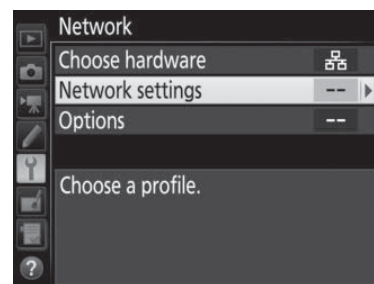 Network
Choose hardware
Network settings --
Options --
Choose a profile.
?